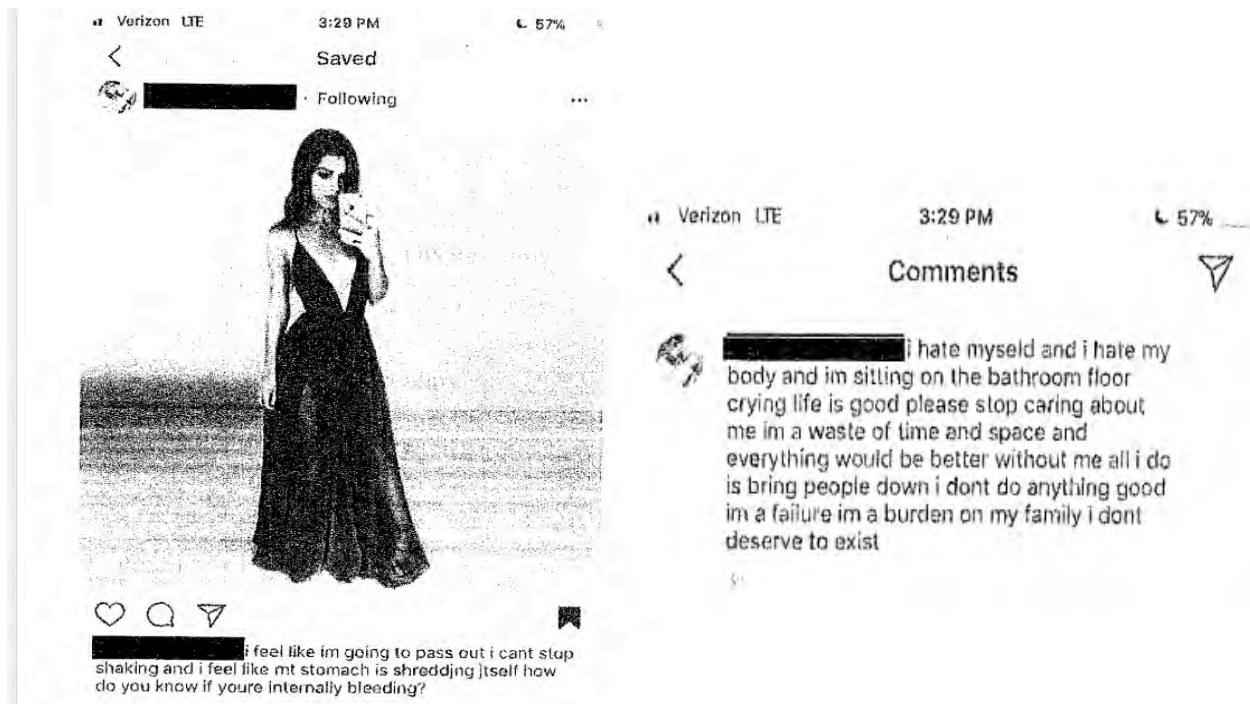 Verizon LTE 3:29 PM 57%
Saved
Following
i feel like im going to pass out i cant stop
shaking and i feel like mt stomach is shreddjng jtself how
do you know if youre internally bleeding?
Verizon LTE 3:29 PM 57%
Comments
i hate myseld and i hate my
body and im sitting on the bathroom floor
crying life is good please stop caring about
me im a waste of time and space and
everything would be better without me all i do
is bring people down i dont do anything good
im a failure im a burden on my family i dont
deserve to exist